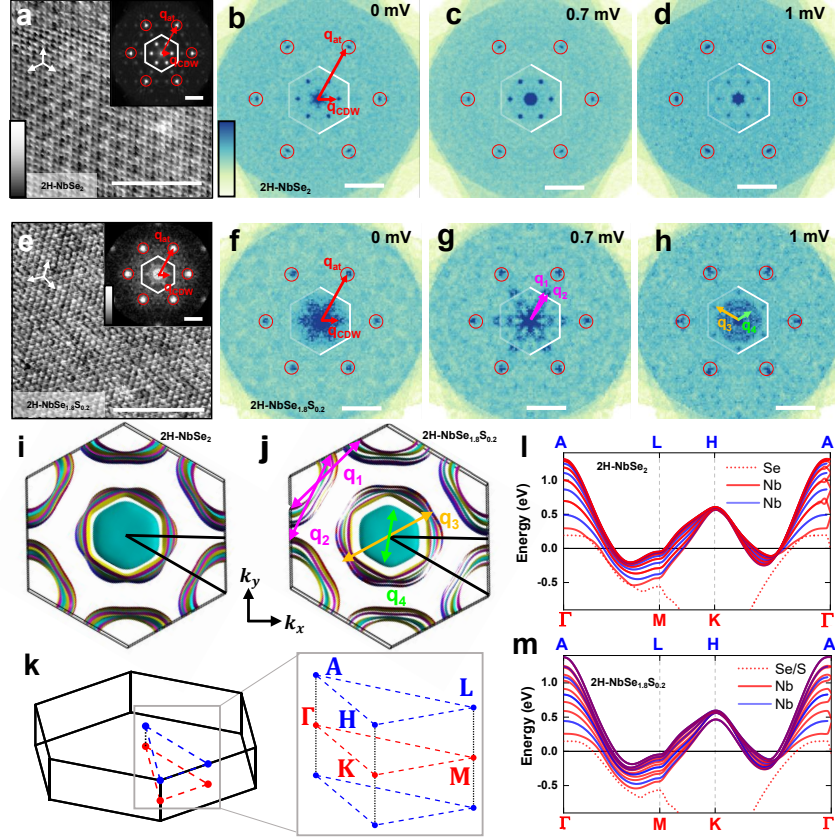 a
q_at
q_CDW
2H-NbSe₂
b
0 mV
q_at
q_CDW
2H-NbSe₂
c
0.7 mV
d
1 mV
e
q_at
q_CDW
2H-NbSe₁.₈S₀.₂
f
0 mV
q_at
q_CDW
2H-NbSe₁.₈S₀.₂
g
0.7 mV
q₁
q₂
h
1 mV
q₃
q₄
i
2H-NbSe₂
j
2H-NbSe₁.₈S₀.₂
q₁
q₂
q₃
q₄
k_y
k_x
k
A
L
Γ
H
K
M
l
A L H A
2H-NbSe₂
Se
Nb
Nb
Energy (eV)
1.0
0.5
0.0
-0.5
Γ M K Γ
m
A L H A
2H-NbSe₁.₈S₀.₂
Se/S
Nb
Nb
Energy (eV)
1.0
0.5
0.0
-0.5
Γ M K Γ